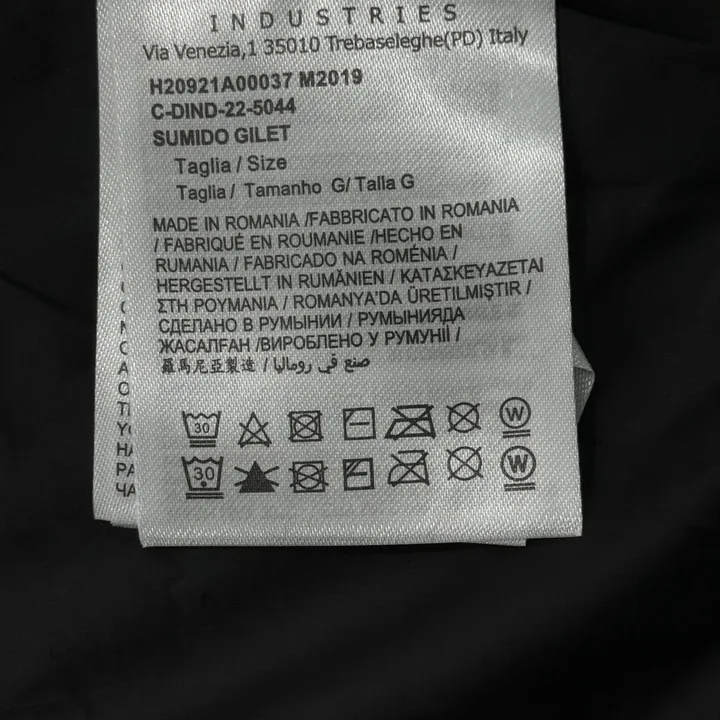 INDUSTRIES
Via Venezia,1 35010 Trebaseleghe(PD) Italy
H20921A00037 M2019
C-DIND-22-5044
SUMIDO GILET
Taglia / Size
Taglia / Tamanho G/ Talla G
MADE IN ROMANIA /FABBRICATO IN ROMANIA
/ FABRIQUÉ EN ROUMANIE /HECHO EN
RUMANIA / FABRICADO NA ROMÉNIA /
HERGESTELLT IN RUMÄNIEN / ΚΑΤΑΣΚΕΥΑΖΕΤΑΙ
ΣΤΗ ΡΟΥΜΑΝΙΑ / ROMANYA'DA ÜRETILMIŞTIR /
СДЕЛАНО В РУМЫНИИ / РУМЫНИЯДА
ЖАСАЛҒАН /ВИРОБЛЕНО У РУМУНІЇ /
羅馬尼亞製造 / صنع في رومانيا
30 W
30 W